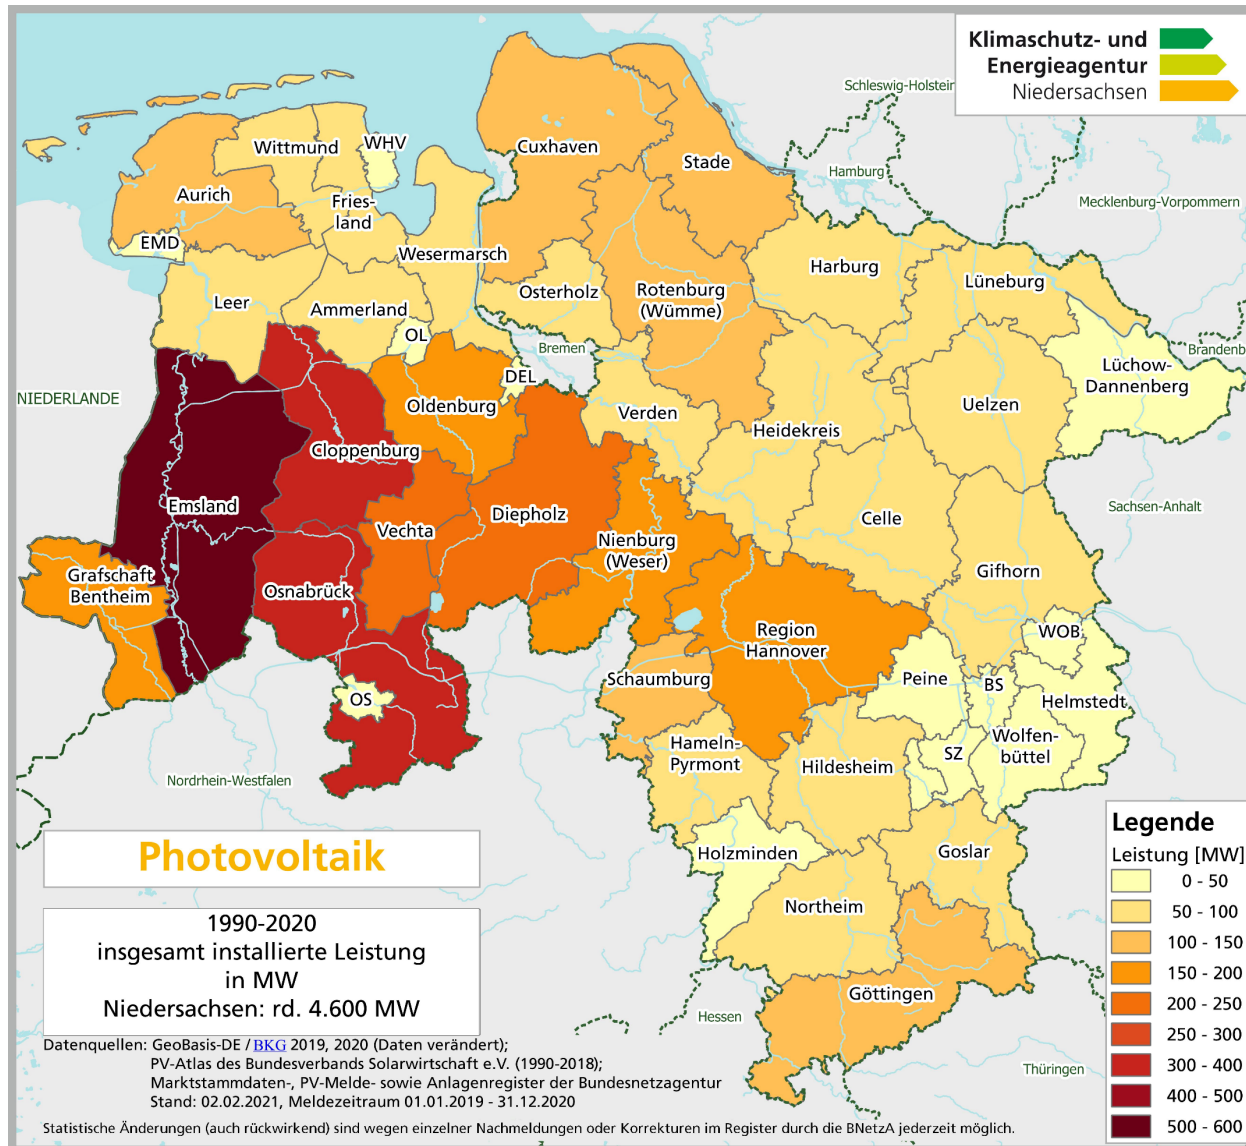 Klimaschutz- und
Energieagentur
Niedersachsen
Schleswig-Holstein
Hamburg
Mecklenburg-Vorpommern
Cuxhaven
Stade
Wittmund
WHV
Aurich
Fries-
land
EMD
Wesermarsch
Harburg
Lüneburg
Leer
Ammerland
Osterholz
Rotenburg
(Wümme)
OL
Bremen
Brandenb
DEL
Lüchow-
Dannenberg
NIEDERLANDE
Oldenburg
Verden
Uelzen
Heidekreis
Cloppenburg
Emsland
Vechta
Diepholz
Celle
Sachsen-Anhalt
Nienburg
(Weser)
Grafschaft
Bentheim
Osnabrück
Gifhorn
Region
Hannover
WOB
Schaumburg
Peine
BS
Helmstedt
OS
Hameln-
Pyrmont
Hildesheim
SZ
Wolfen-
büttel
Nordrhein-Westfalen
Holzminden
Goslar
Northeim
Göttingen
Hessen
Thüringen
Photovoltaik
1990-2020
insgesamt installierte Leistung
in MW
Niedersachsen: rd. 4.600 MW
Datenquellen: GeoBasis-DE / BKG 2019, 2020 (Daten verändert);
PV-Atlas des Bundesverbands Solarwirtschaft e.V. (1990-2018);
Marktstammdaten-, PV-Melde- sowie Anlagenregister der Bundesnetzagentur
Stand: 02.02.2021, Meldezeitraum 01.01.2019 - 31.12.2020
Statistische Änderungen (auch rückwirkend) sind wegen einzelner Nachmeldungen oder Korrekturen im Register durch die BNetzA jederzeit möglich.
Legende
Leistung [MW]
0 - 50
50 - 100
100 - 150
150 - 200
200 - 250
250 - 300
300 - 400
400 - 500
500 - 600